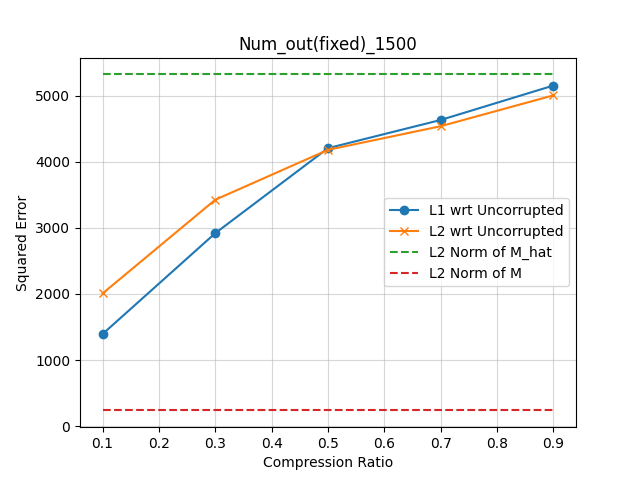 Num_out(fixed)_1500
Squared Error
5000
4000
3000
2000
1000
0
L1 wrt Uncorrupted
L2 wrt Uncorrupted
L2 Norm of M_hat
L2 Norm of M
0.1 0.2 0.3 0.4 0.5 0.6 0.7 0.8 0.9
Compression Ratio